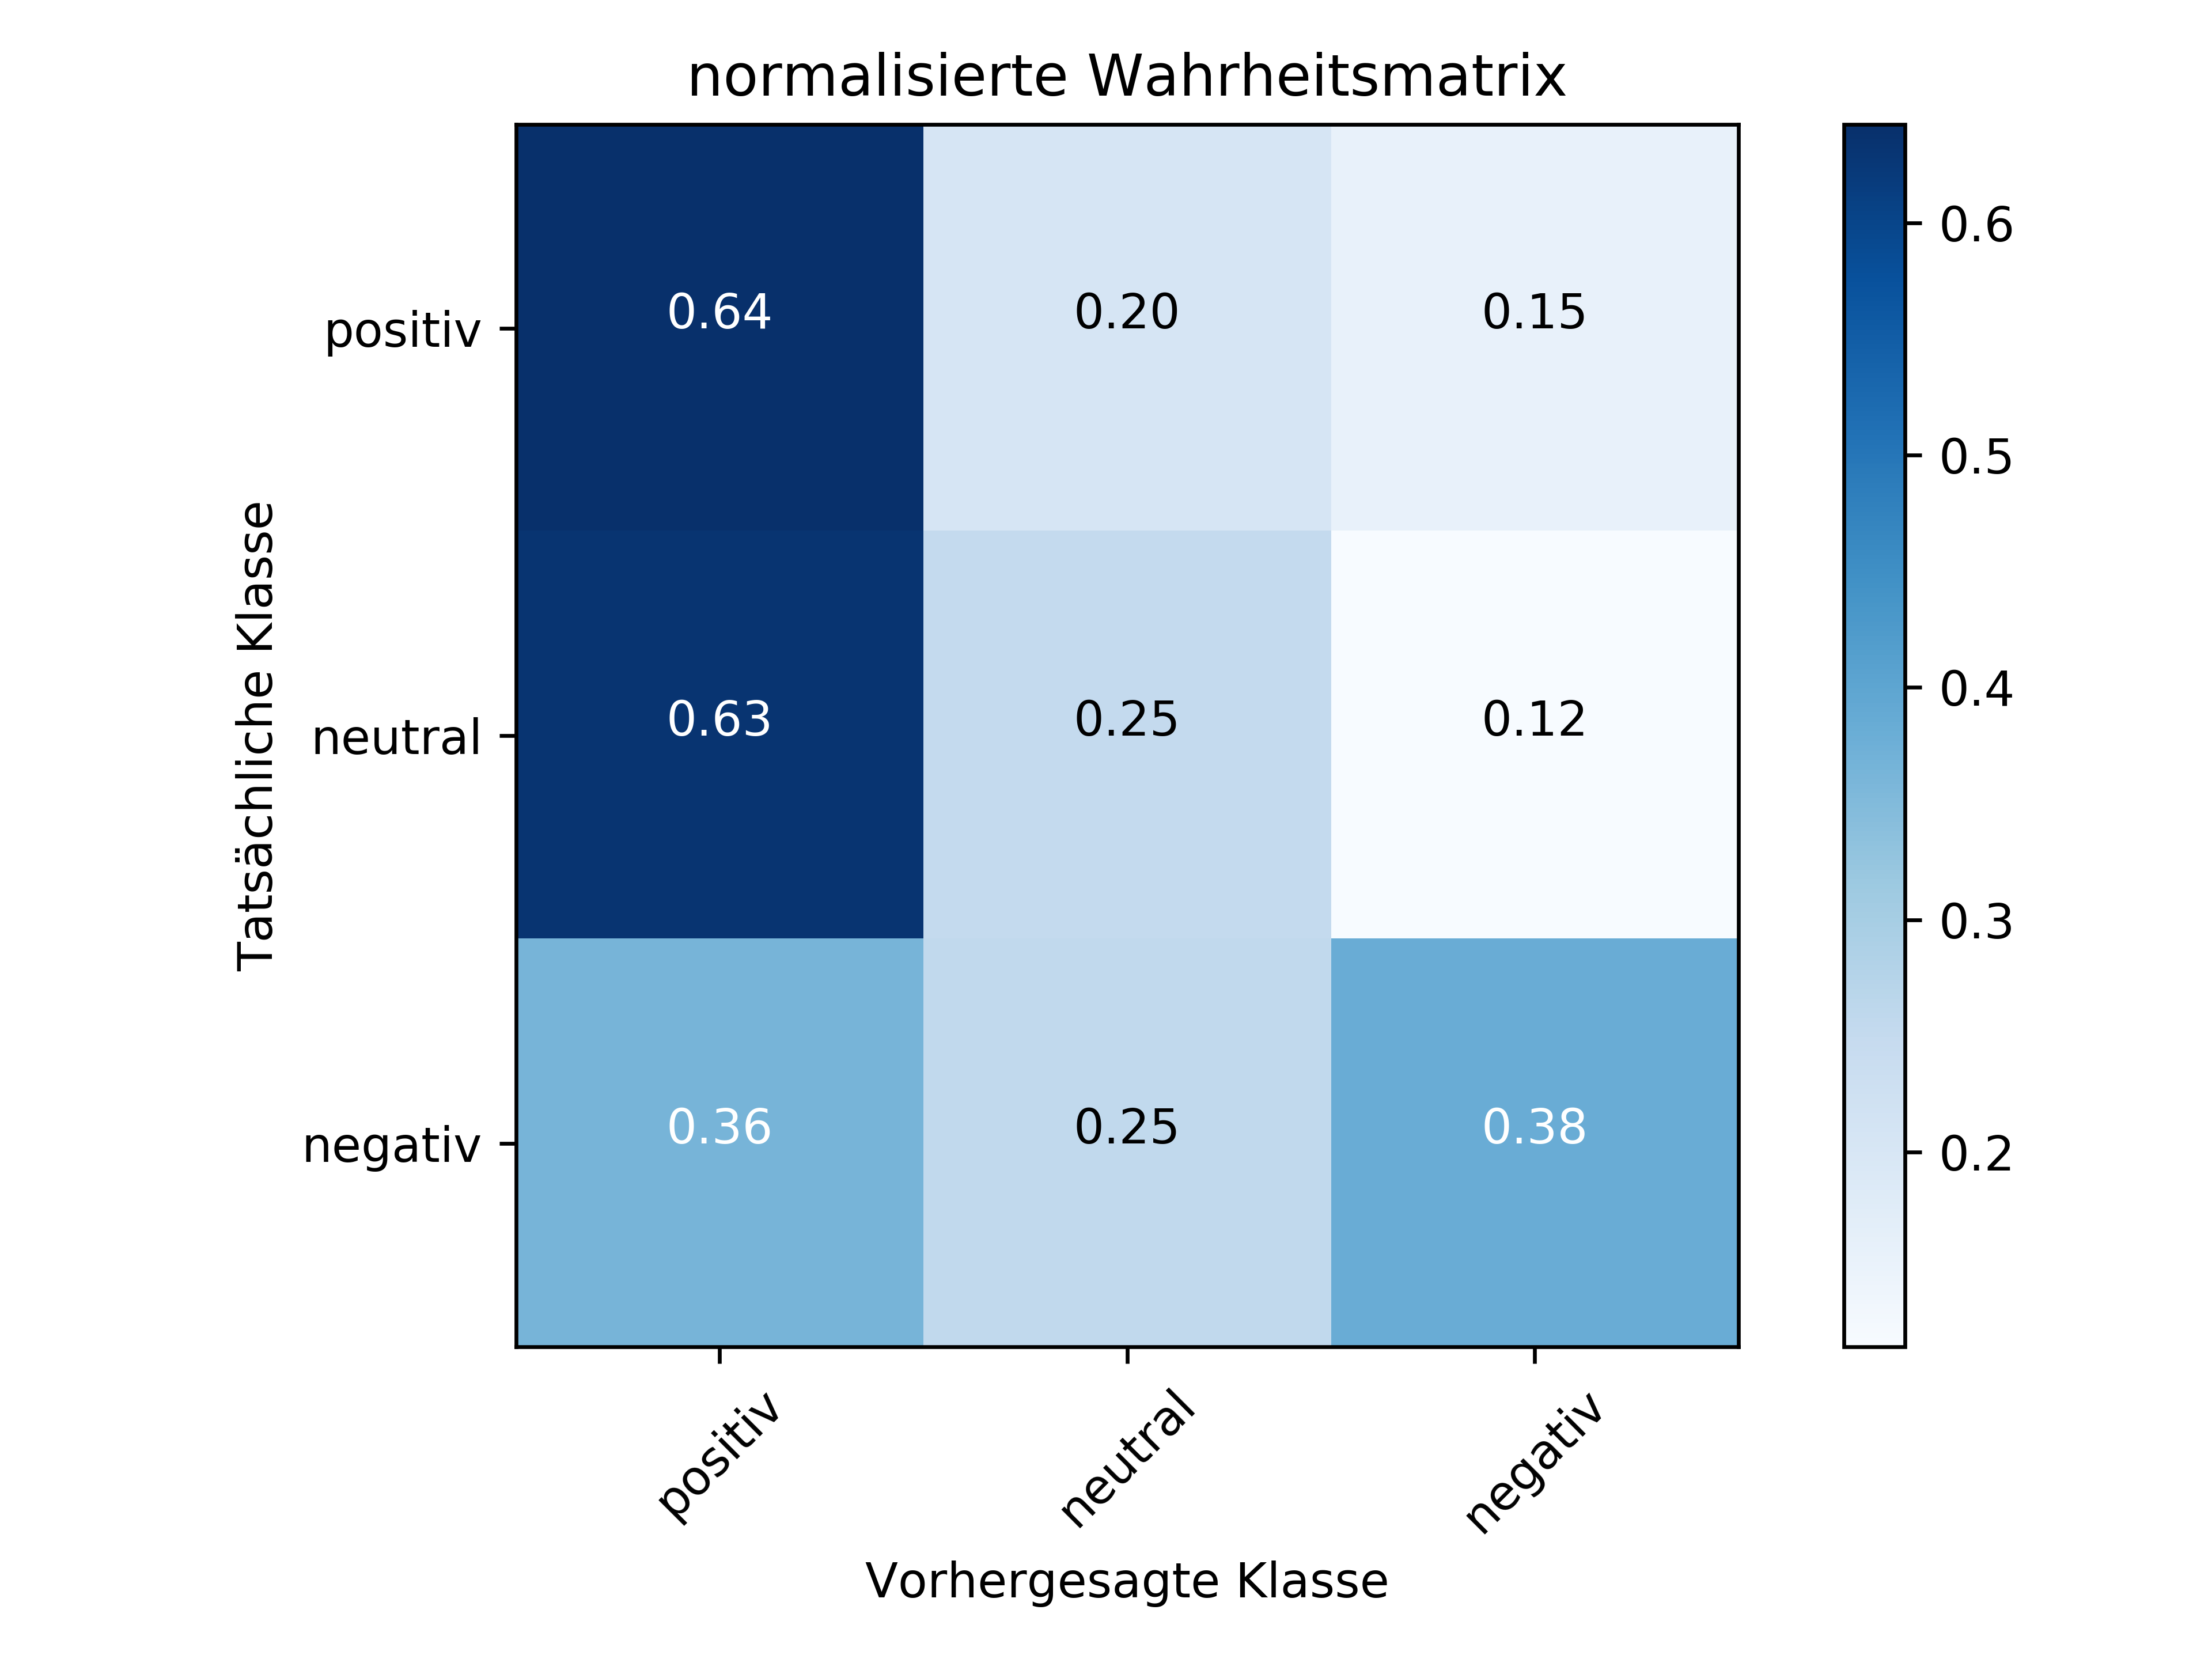 normalisierte Wahrheitsmatrix
Tatsächliche Klasse
positiv
neutral
negativ
0.64 0.20 0.15
0.63 0.25 0.12
0.36 0.25 0.38
positiv neutral negativ
Vorhergesagte Klasse
0.6
0.5
0.4
0.3
0.2